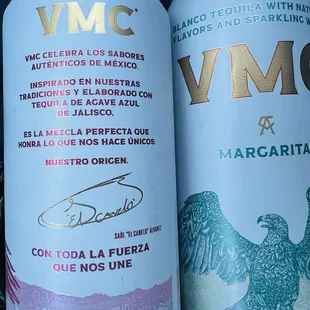 VMC
VMC CELEBRA LOS SABORES
AUTÉNTICOS DE MÉXICO.
INSPIRADO EN NUESTRAS
TRADICIONES Y ELABORADO CON
TEQUILA DE AGAVE AZUL
DE JALISCO.
ES LA MEZCLA PERFECTA QUE
HONRA LO QUE NOS HACE ÚNICOS:
NUESTRO ORIGEN.
"EL CANELO"
SAÚL "EL CANELO" ÁLVAREZ
CON TODA LA FUERZA
QUE NOS UNE
BLANCO TEQUILA WITH NAT
FLAVORS AND SPARKLING W
VMC
MARGARITA